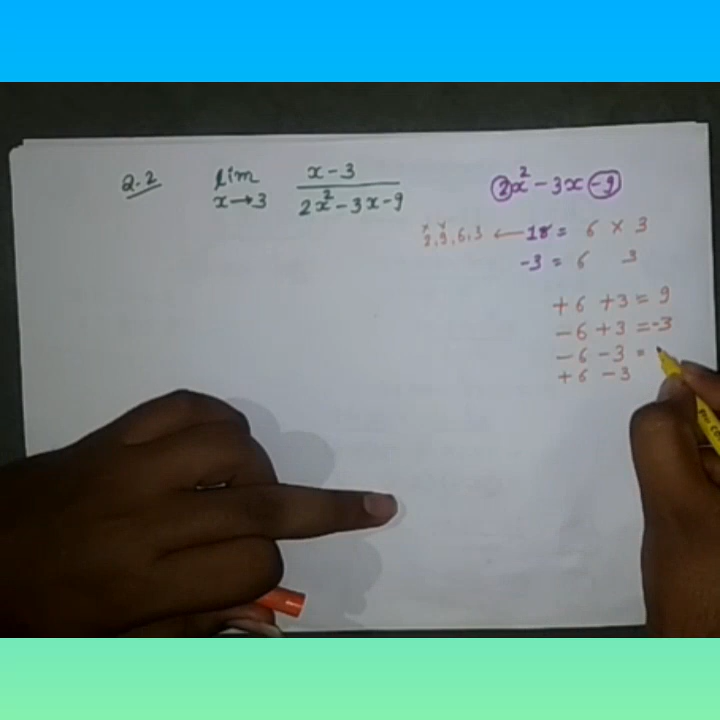 Q.2 lim x→3 x-3 / 2x²-3x-9
2x²-3x-9
2,9,6,3 ← 18 = 6 × 3
-3 = 6 3
+6 +3 = 9
-6 +3 = -3
-6 -3 =
+6 -3